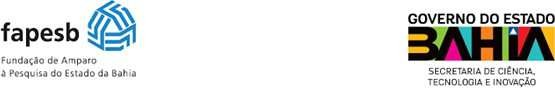 fapesb
Fundação de Amparo
à Pesquisa do Estado da Bahia
GOVERNO DO ESTADO
BAHIA
SECRETARIA DE CIÊNCIA,
TECNOLOGIA E INOVAÇÃO